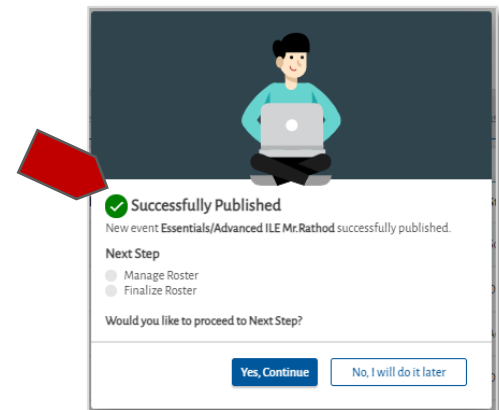 Successfully Published
New event Essentials/Advanced ILE Mr.Rathod successfully published.
Next Step
Manage Roster
Finalize Roster
Would you like to proceed to Next Step?
Yes, Continue
No, I will do it later